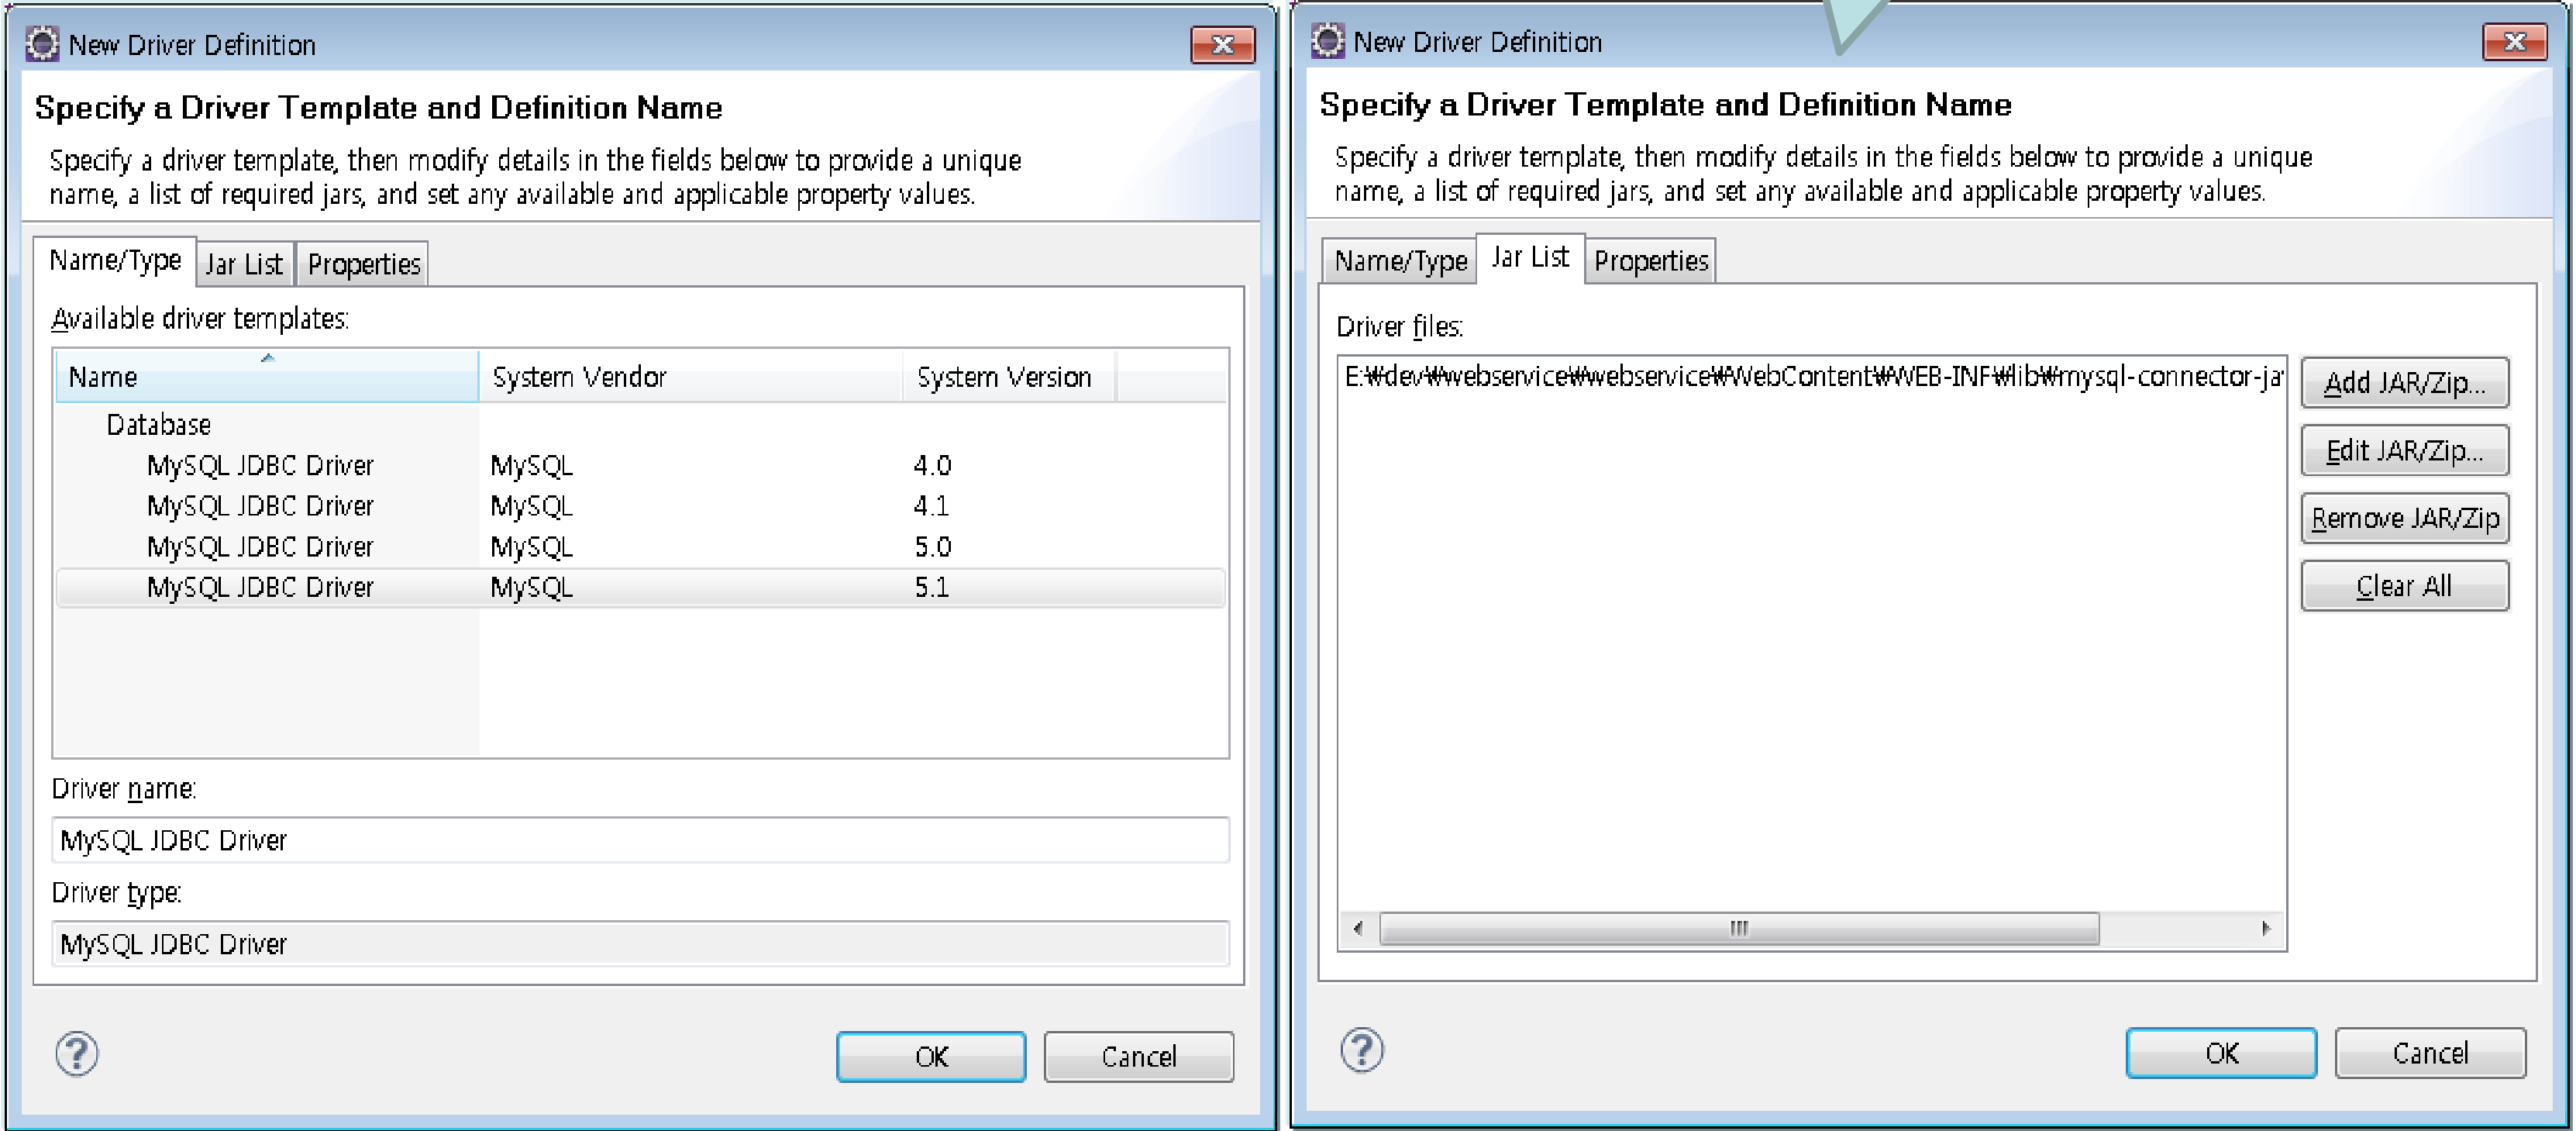 New Driver Definition
Specify a Driver Template and Definition Name
Specify a driver template, then modify details in the fields below to provide a unique
name, a list of required jars, and set any available and applicable property values.
Name/Type Jar List Properties
Available driver templates:
Name System Vendor System Version
Database
MySQL JDBC Driver MySQL 4.0
MySQL JDBC Driver MySQL 4.1
MySQL JDBC Driver MySQL 5.0
MySQL JDBC Driver MySQL 5.1
Driver name:
MySQL JDBC Driver
Driver type:
MySQL JDBC Driver
OK Cancel
New Driver Definition
Specify a Driver Template and Definition Name
Specify a driver template, then modify details in the fields below to provide a unique
name, a list of required jars, and set any available and applicable property values.
Name/Type Jar List Properties
Driver files:
E:₩dev₩webservice₩webservice₩WebContent₩WEB-INF₩lib₩mysql-connector-ja
Add JAR/Zip...
Edit JAR/Zip...
Remove JAR/Zip
Clear All
OK Cancel